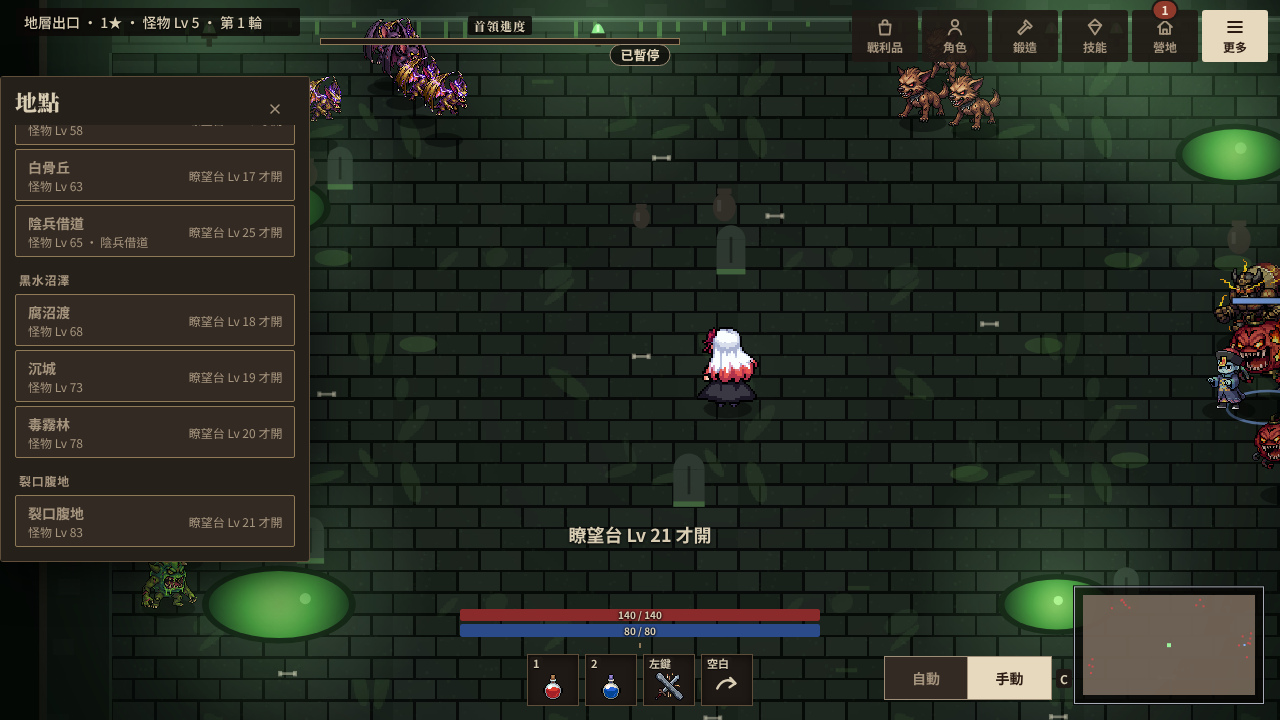 地層出口 · 1★ · 怪物 Lv 5 · 第 1 輪
首領進度
已暫停
戰利品
角色
鍛造
技能
1
營地
更多
地點
怪物 Lv 58
白骨丘
怪物 Lv 63
瞭望台 Lv 17 才開
陰兵借道
怪物 Lv 65 · 陰兵借道
瞭望台 Lv 25 才開
黑水沼澤
腐沼渡
怪物 Lv 68
瞭望台 Lv 18 才開
沉城
怪物 Lv 73
瞭望台 Lv 19 才開
毒霧林
怪物 Lv 78
瞭望台 Lv 20 才開
裂口腹地
裂口腹地
怪物 Lv 83
瞭望台 Lv 21 才開
瞭望台 Lv 21 才開
140 / 140
80 / 80
1
2
左鍵
空白
自動
手動
C